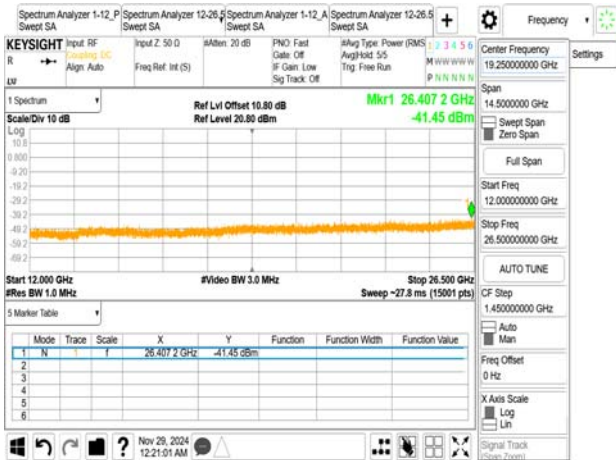 Spectrum Analyzer 1-12_P
Swept SA
Spectrum Analyzer 12-26.5
Swept SA
Spectrum Analyzer 1-12_A
Swept SA
Spectrum Analyzer 12-26.5
Swept SA
+
Frequency
KEYSIGHT
R
Input: RF
Coupling: DC
Align: Auto
Input Z: 50 Ω
Freq Ref: Int (S)
#Atten: 20 dB
PNO: Fast
Gate: Off
IF Gain: Low
Sig Track: Off
#Avg Type: Power (RMS
Avg|Hold: 5/5
Trig: Free Run
1 2 3 4 5 6
M W W W W W
P N N N N N
Center Frequency
19.250000000 GHz
Settings
Span
14.5000000 GHz
Swept Span
Zero Span
Full Span
Start Freq
12.000000000 GHz
Stop Freq
26.500000000 GHz
AUTO TUNE
CF Step
1.450000000 GHz
Auto
Man
Freq Offset
0 Hz
X Axis Scale
Log
Lin
Signal Track
(Span Zoom)
1 Spectrum
Scale/Div 10 dB
Ref Lvl Offset 10.80 dB
Ref Level 20.80 dBm
Mkr1 26.407 2 GHz
-41.45 dBm
Log
10.8
0.800
-9.20
-19.2
-29.2
-39.2
-49.2
-59.2
-69.2
1
Start 12.000 GHz
#Res BW 1.0 MHz
#Video BW 3.0 MHz
Stop 26.500 GHz
Sweep ~27.8 ms (15001 pts)
5 Marker Table
Mode Trace Scale X Y Function Function Width Function Value
1 N 1 f 26.407 2 GHz -41.45 dBm
2
3
4
5
6
?
Nov 29, 2024
12:21:01 AM